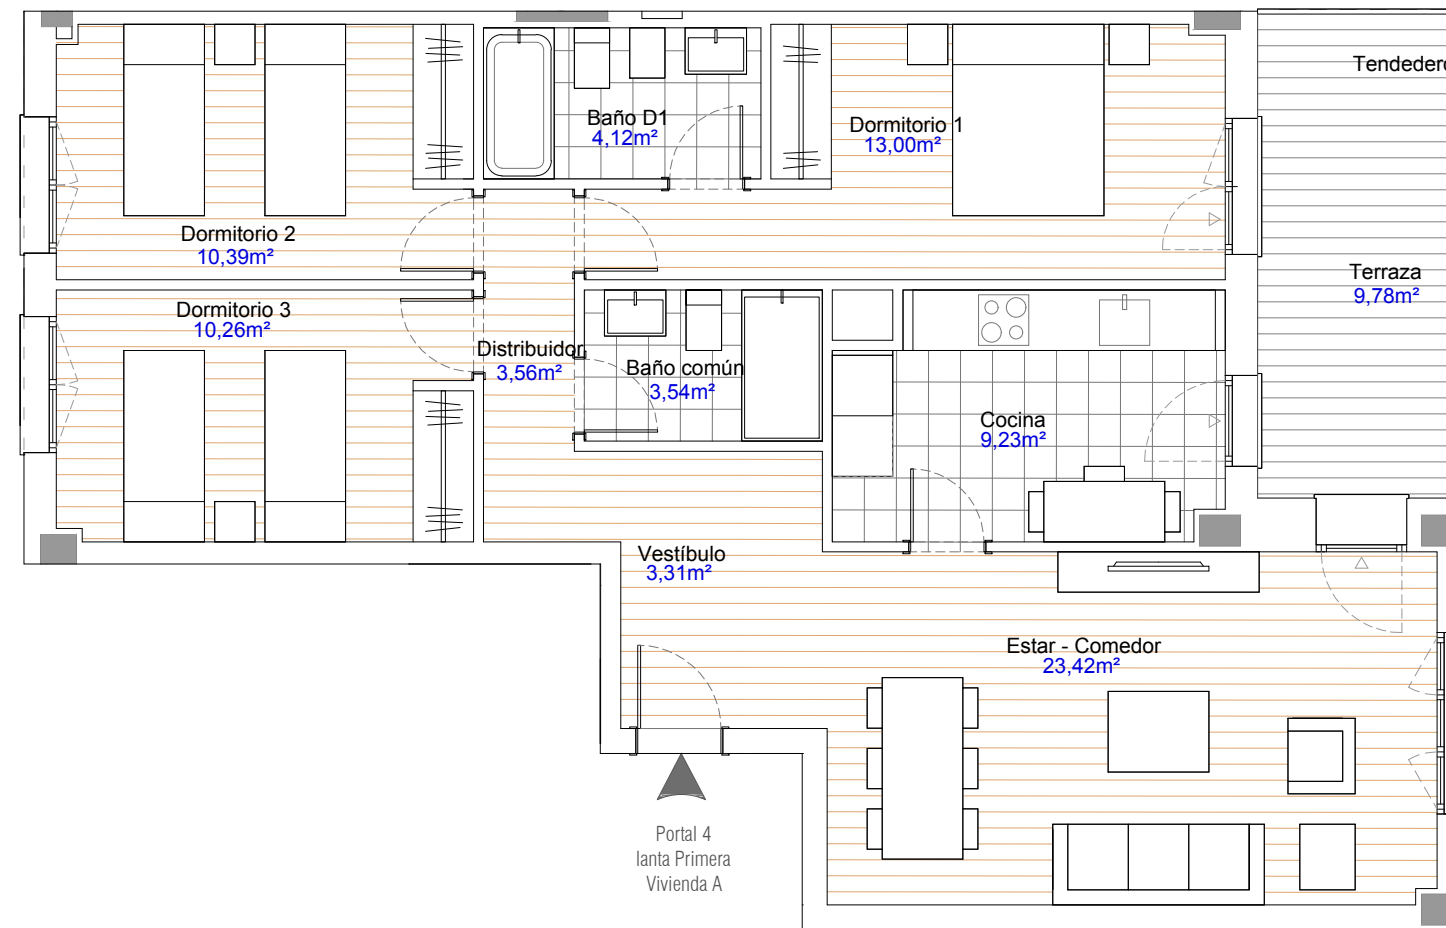 Tendedero
Baño D1
4,12m²
Dormitorio 1
13,00m²
Dormitorio 2
10,39m²
Terraza
9,78m²
Dormitorio 3
10,26m²
Distribuidor
3,56m²
Baño común
3,54m²
Cocina
9,23m²
Vestíbulo
3,31m²
Estar - Comedor
23,42m²
Portal 4
lanta Primera
Vivienda A